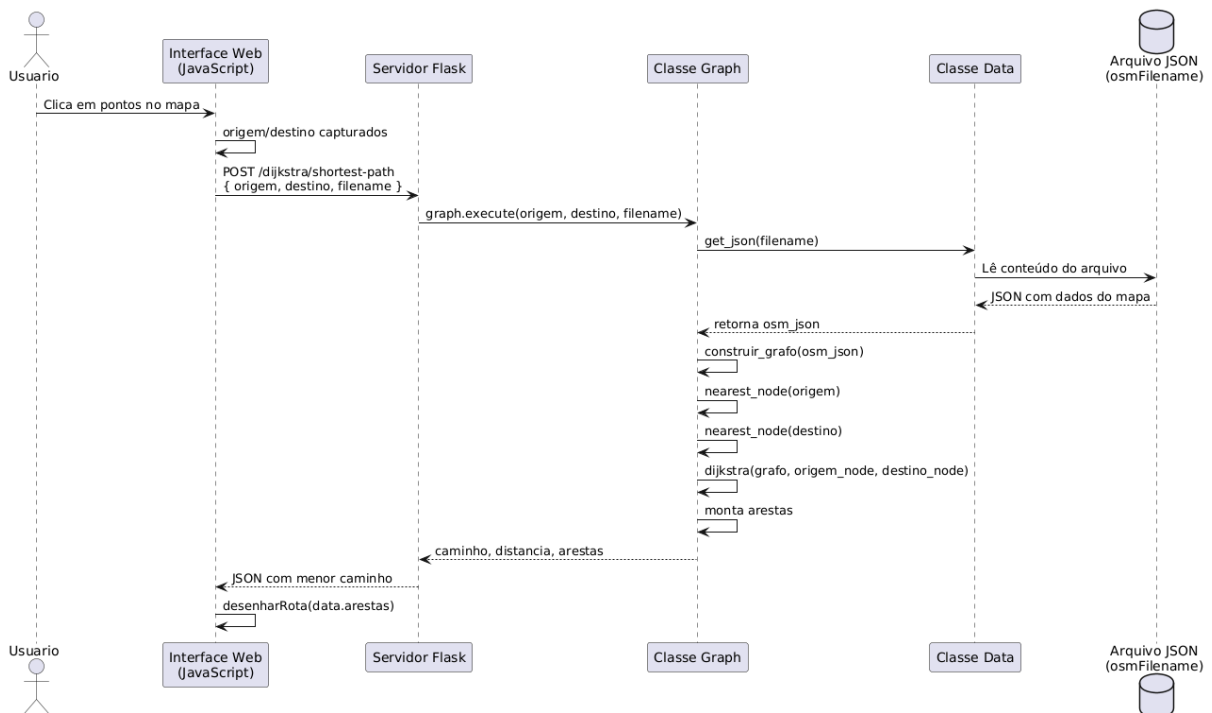 Usuario
Interface Web
(JavaScript)
Servidor Flask
Classe Graph
Classe Data
Arquivo JSON
(osmFilename)
Clica em pontos no mapa
origem/destino capturados
POST /dijkstra/shortest-path
{ origem, destino, filename }
graph.execute(origem, destino, filename)
get_json(filename)
Lê conteúdo do arquivo
JSON com dados do mapa
retorna osm_json
construir_grafo(osm_json)
nearest_node(origem)
nearest_node(destino)
dijkstra(grafo, origem_node, destino_node)
monta arestas
caminho, distancia, arestas
JSON com menor caminho
desenharRota(data.arestas)
Usuario
Interface Web
(JavaScript)
Servidor Flask
Classe Graph
Classe Data
Arquivo JSON
(osmFilename)